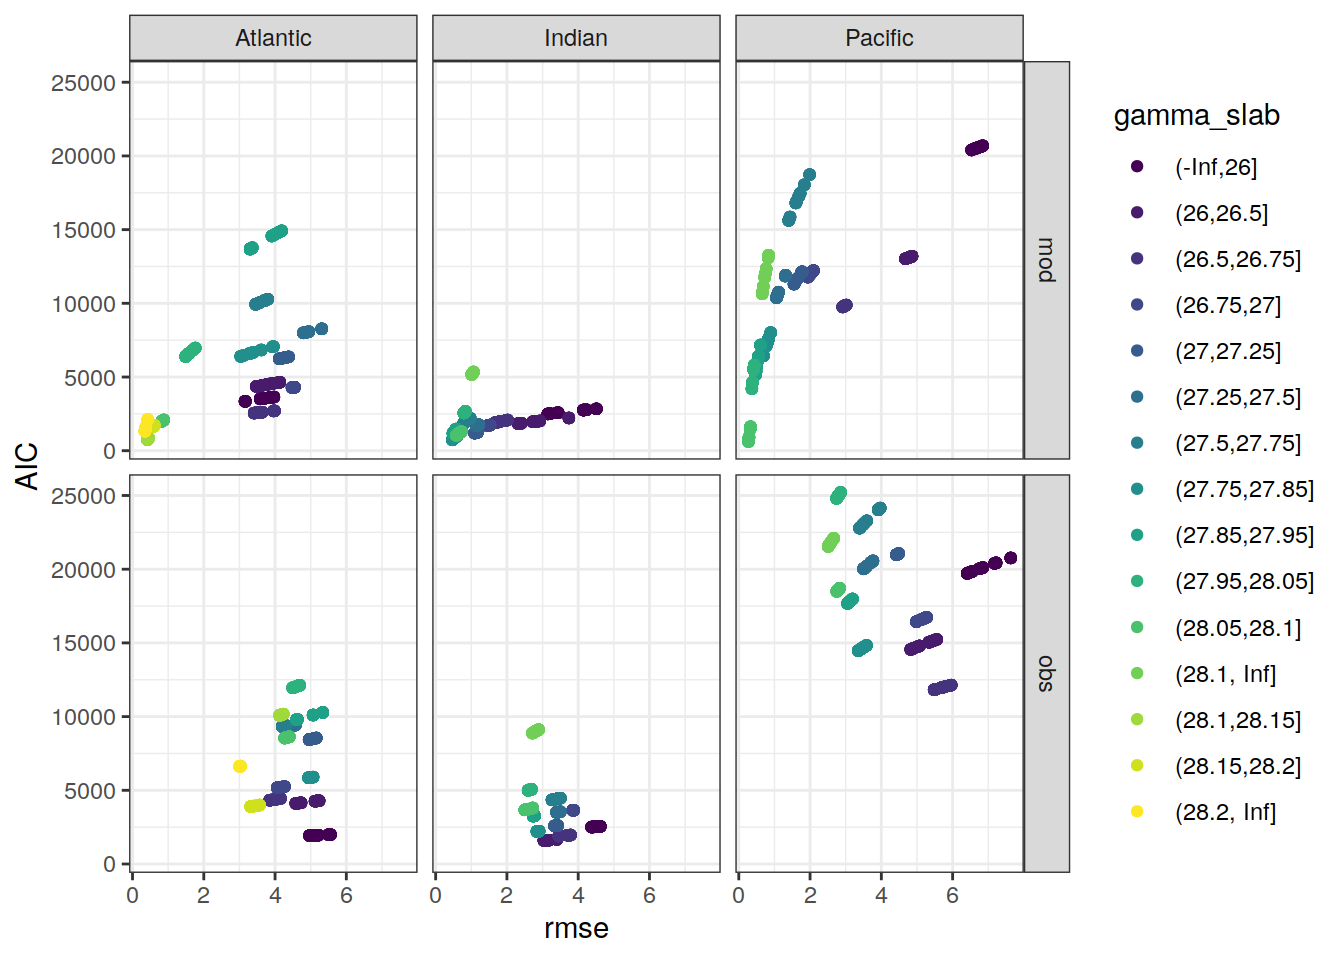 Atlantic
Indian
Pacific
mod
obs
25000
20000
15000
10000
5000
0
25000
20000
15000
10000
5000
0
AIC
0 2 4 6
0 2 4 6
0 2 4 6
rmse
gamma_slab
(-Inf,26]
(26,26.5]
(26.5,26.75]
(26.75,27]
(27,27.25]
(27.25,27.5]
(27.5,27.75]
(27.75,27.85]
(27.85,27.95]
(27.95,28.05]
(28.05,28.1]
(28.1, Inf]
(28.1,28.15]
(28.15,28.2]
(28.2, Inf]